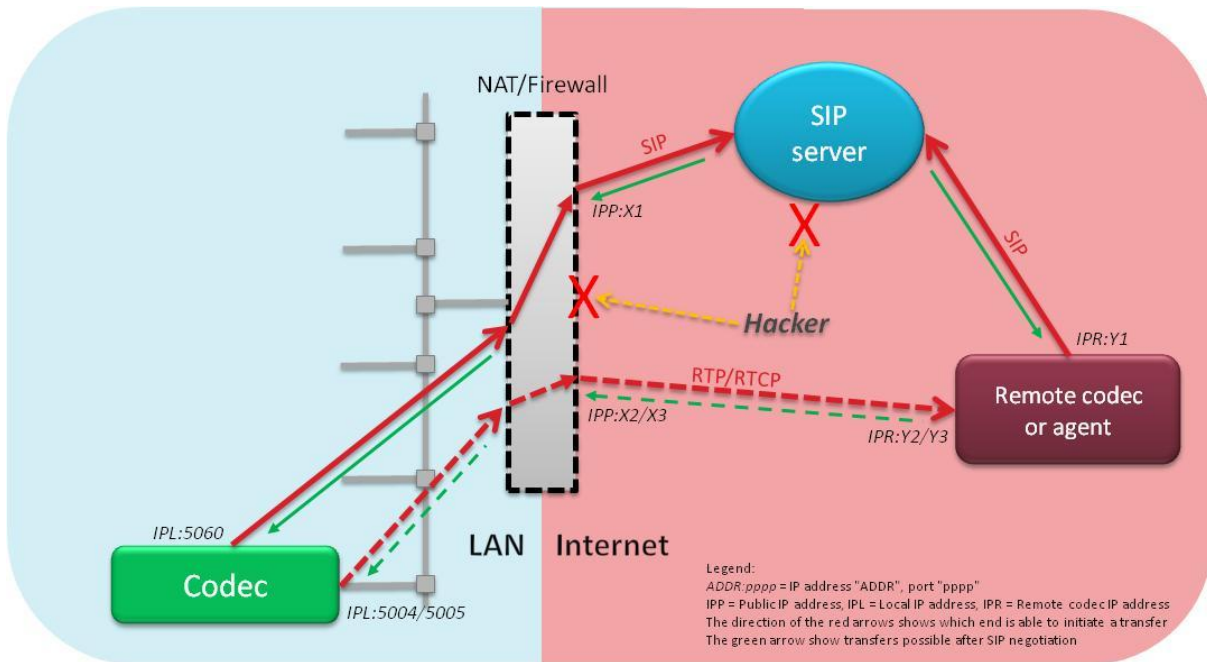 NAT/Firewall
SIP
server
SIP
IPP:X1
SIP
X
X
Hacker
IPR:Y1
RTP/RTCP
Remote codec
or agent
IPP:X2/X3
IPR:Y2/Y3
IPL:5060
LAN
Internet
Codec
IPL:5004/5005
Legend:
ADDR:pppp = IP address "ADDR", port "pppp"
IPP = Public IP address, IPL = Local IP address, IPR = Remote codec IP address
The direction of the red arrows shows which end is able to initiate a transfer
The green arrow show transfers possible after SIP negotiation